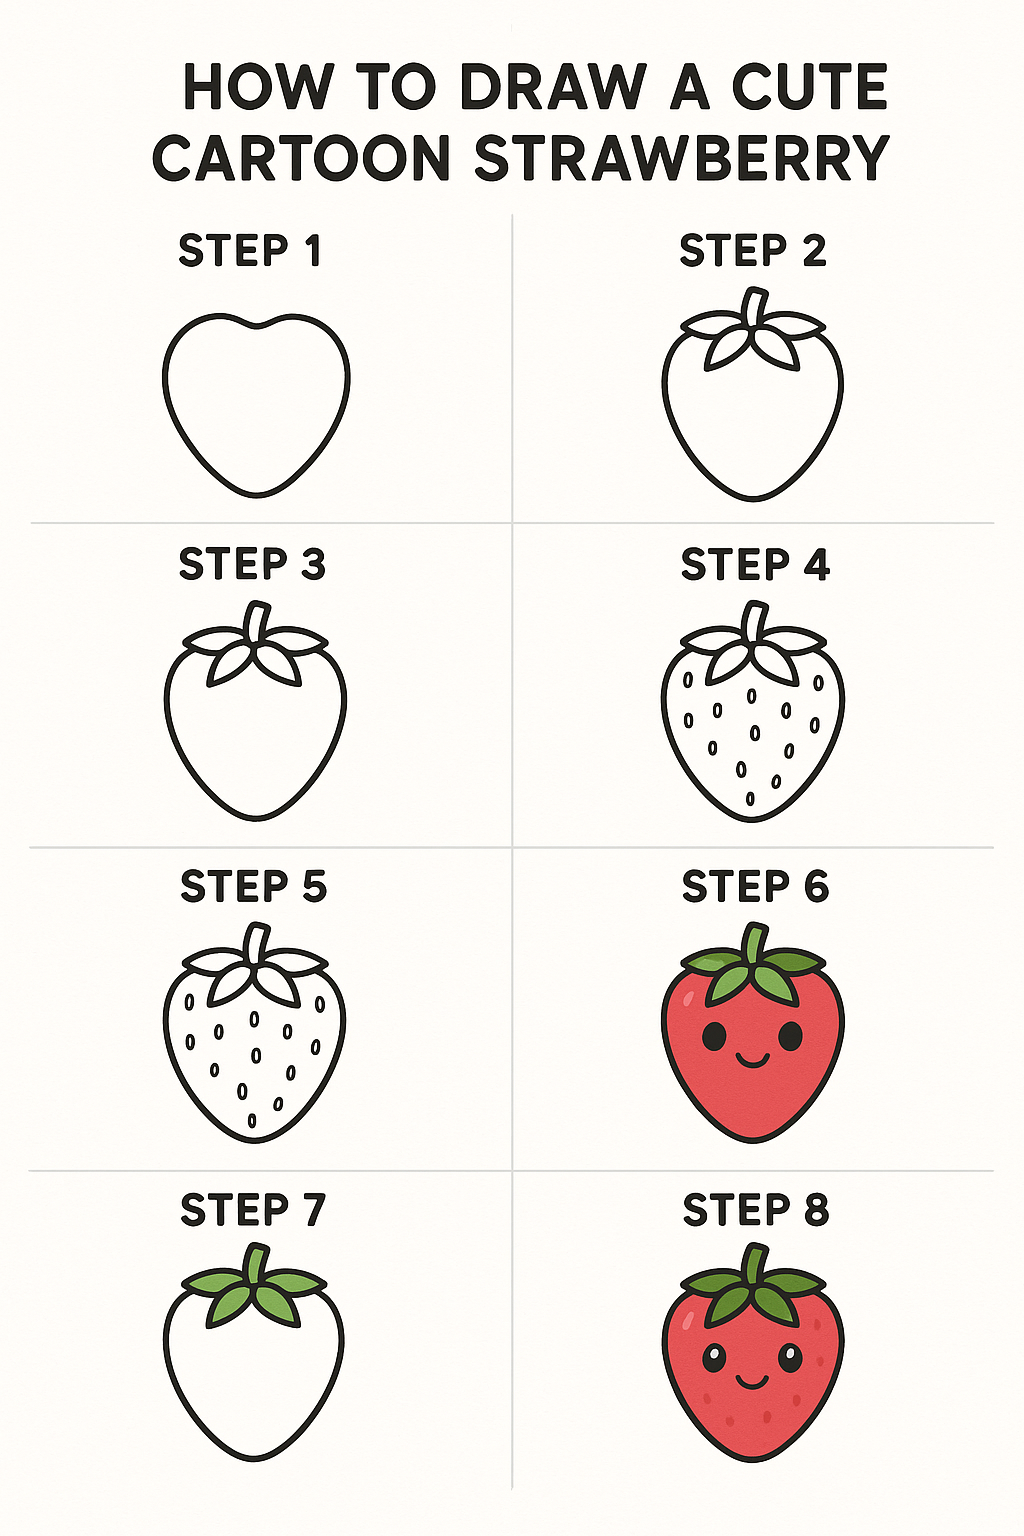 HOW TO DRAW A CUTE
CARTOON STRAWBERRY
STEP 1
STEP 2
STEP 3
STEP 4
STEP 5
STEP 6
STEP 7
STEP 8